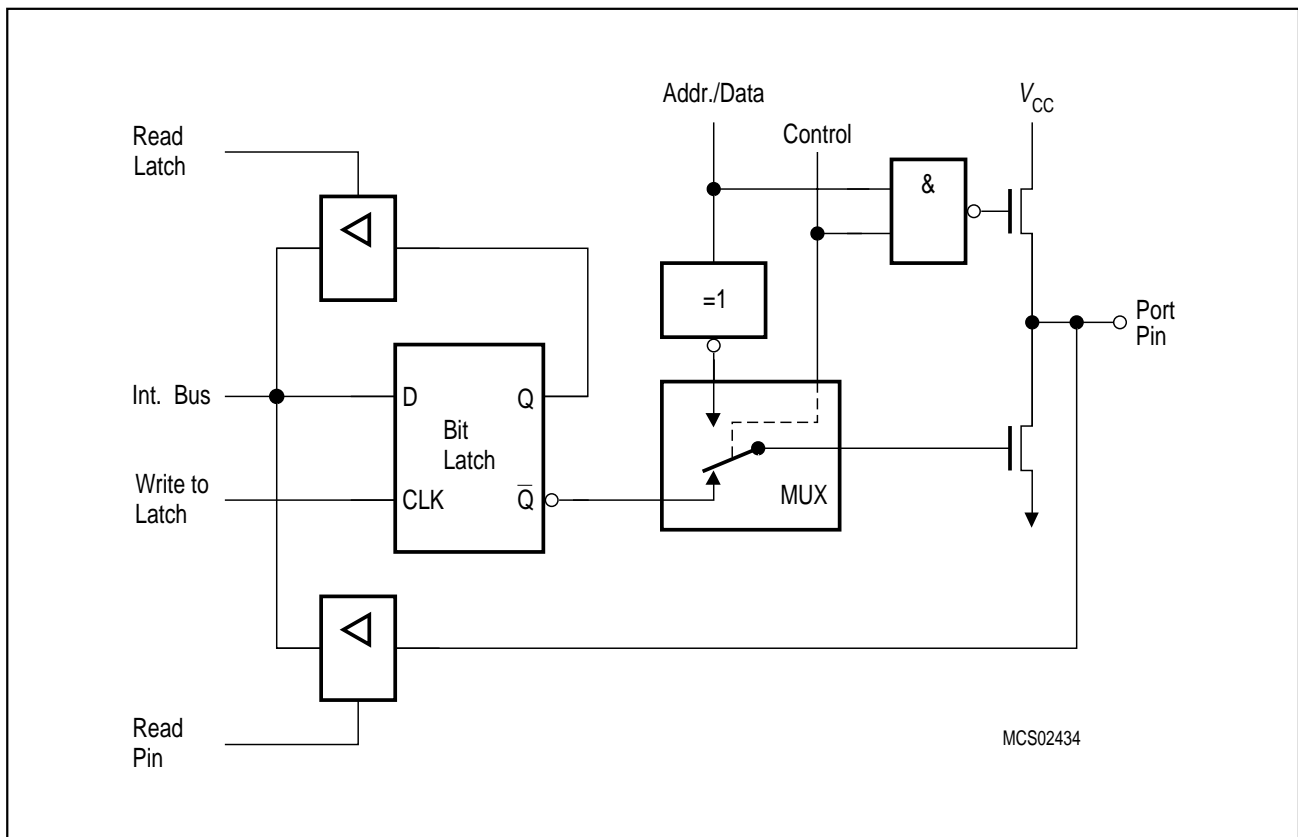 Addr./Data
VCC
Control
Read
Latch
&
=1
Port
Pin
Int. Bus
D
Q
Bit
Latch
Write to
Latch
CLK
Q̅
MUX
Read
Pin
MCS02434